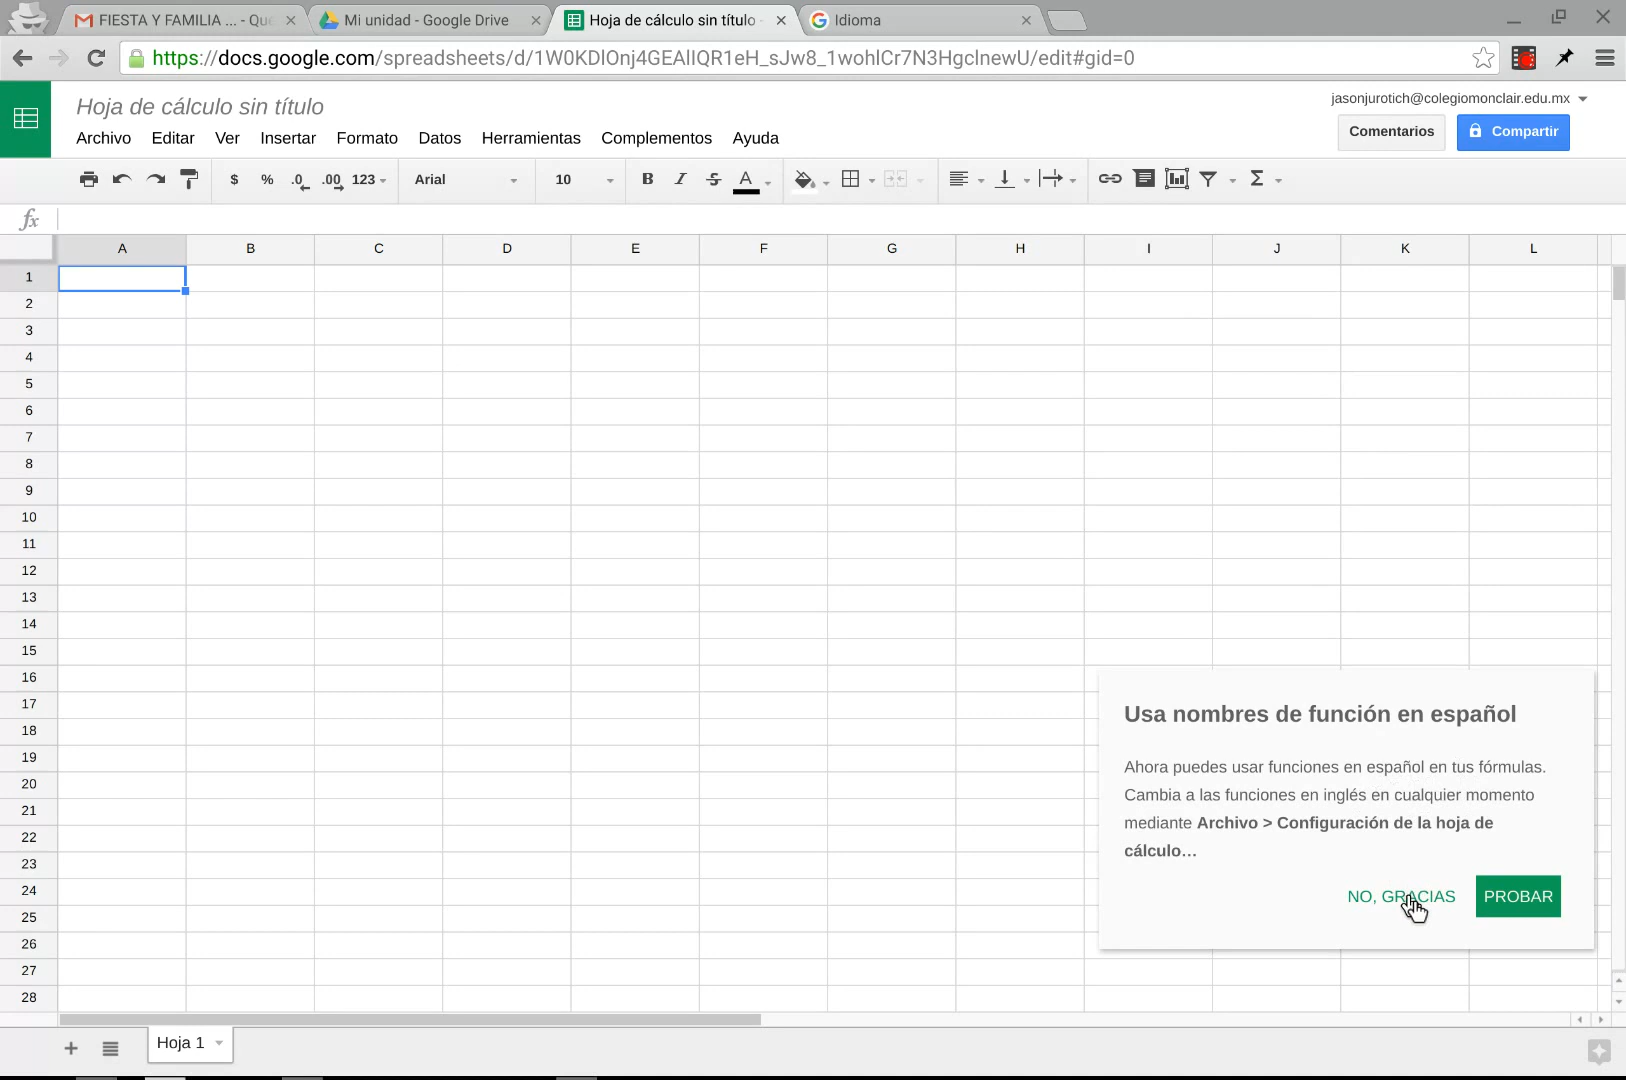 FIESTA Y FAMILIA ... - Que
Mi unidad - Google Drive
Hoja de cálculo sin título -
Idioma
https://docs.google.com/spreadsheets/d/1W0KDlOnj4GEAlIQR1eH_sJw8_1wohlCr7N3HgclnewU/edit#gid=0
Hoja de cálculo sin título
jasonjurotich@colegiomonclair.edu.mx
Archivo Editar Ver Insertar Formato Datos Herramientas Complementos Ayuda
Comentarios
Compartir
$ % .0 .00 123 Arial 10 B I S A Σ
fx
A B C D E F G H I J K L
1
2
3
4
5
6
7
8
9
10
11
12
13
14
15
16
17
18
19
20
21
22
23
24
25
26
27
28
Usa nombres de función en español
Ahora puedes usar funciones en español en tus fórmulas.
Cambia a las funciones en inglés en cualquier momento
mediante Archivo > Configuración de la hoja de
cálculo...
NO, GRACIAS PROBAR
Hoja 1